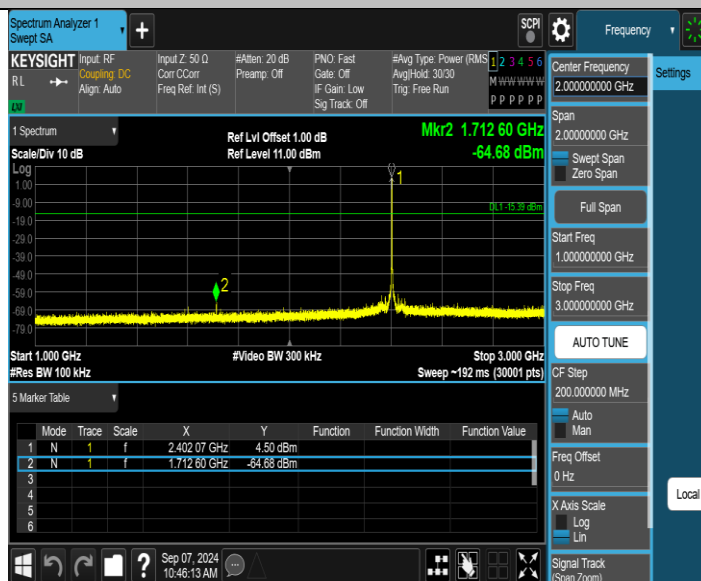 Spectrum Analyzer 1
Swept SA
+
SCPI
Frequency
KEYSIGHT
RL
Input: RF
Coupling: DC
Align: Auto
Input Z: 50 Ω
Corr CCorr
Freq Ref: Int (S)
#Atten: 20 dB
Preamp: Off
PNO: Fast
Gate: Off
IF Gain: Low
Sig Track: Off
#Avg Type: Power (RMS
Avg|Hold: 30/30
Trig: Free Run
1 2 3 4 5 6
M W W W W W
P P P P P P
LXI
1 Spectrum
Scale/Div 10 dB
Ref Lvl Offset 1.00 dB
Ref Level 11.00 dBm
Mkr2 1.712 60 GHz
-64.68 dBm
Log
1.00
-9.00
-19.0
-29.0
-39.0
-49.0
-59.0
-69.0
-79.0
1
DL1 -15.39 dBm
2
Start 1.000 GHz
#Video BW 300 kHz
Stop 3.000 GHz
#Res BW 100 kHz
Sweep ~192 ms (30001 pts)
5 Marker Table
Mode Trace Scale X Y Function Function Width Function Value
1 N 1 f 2.402 07 GHz 4.50 dBm
2 N 1 f 1.712 60 GHz -64.68 dBm
3
4
5
6
?
Sep 07, 2024
10:46:13 AM
Center Frequency
2.000000000 GHz
Span
2.00000000 GHz
Swept Span
Zero Span
Full Span
Start Freq
1.000000000 GHz
Stop Freq
3.000000000 GHz
AUTO TUNE
CF Step
200.000000 MHz
Auto
Man
Freq Offset
0 Hz
X Axis Scale
Log
Lin
Signal Track
(Span Zoom)
Settings
Local